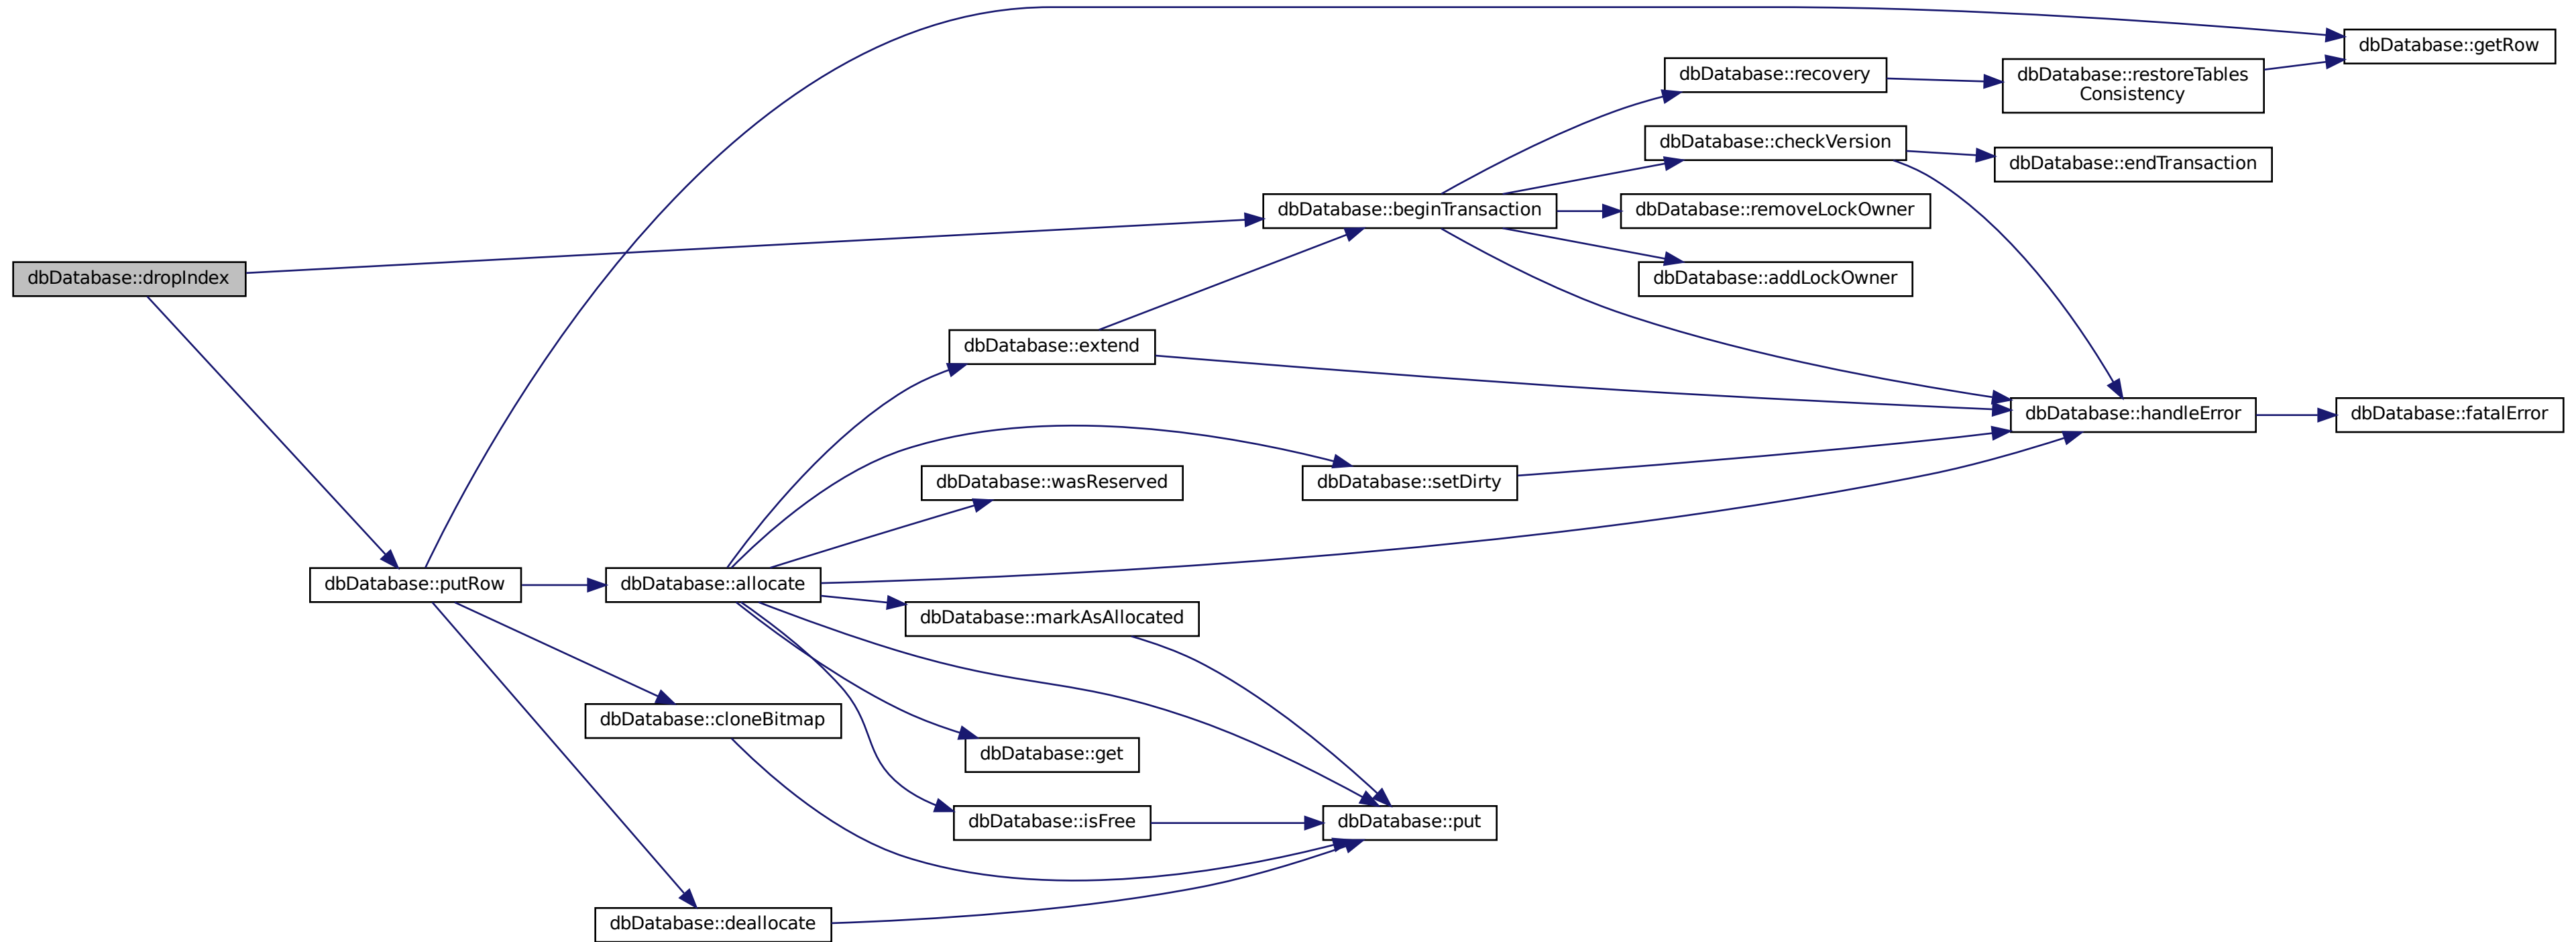 dbDatabase::getRow
dbDatabase::recovery
dbDatabase::restoreTables
Consistency
dbDatabase::checkVersion
dbDatabase::endTransaction
dbDatabase::beginTransaction
dbDatabase::removeLockOwner
dbDatabase::dropIndex
dbDatabase::addLockOwner
dbDatabase::extend
dbDatabase::handleError
dbDatabase::fatalError
dbDatabase::wasReserved
dbDatabase::setDirty
dbDatabase::putRow
dbDatabase::allocate
dbDatabase::markAsAllocated
dbDatabase::cloneBitmap
dbDatabase::get
dbDatabase::isFree
dbDatabase::put
dbDatabase::deallocate